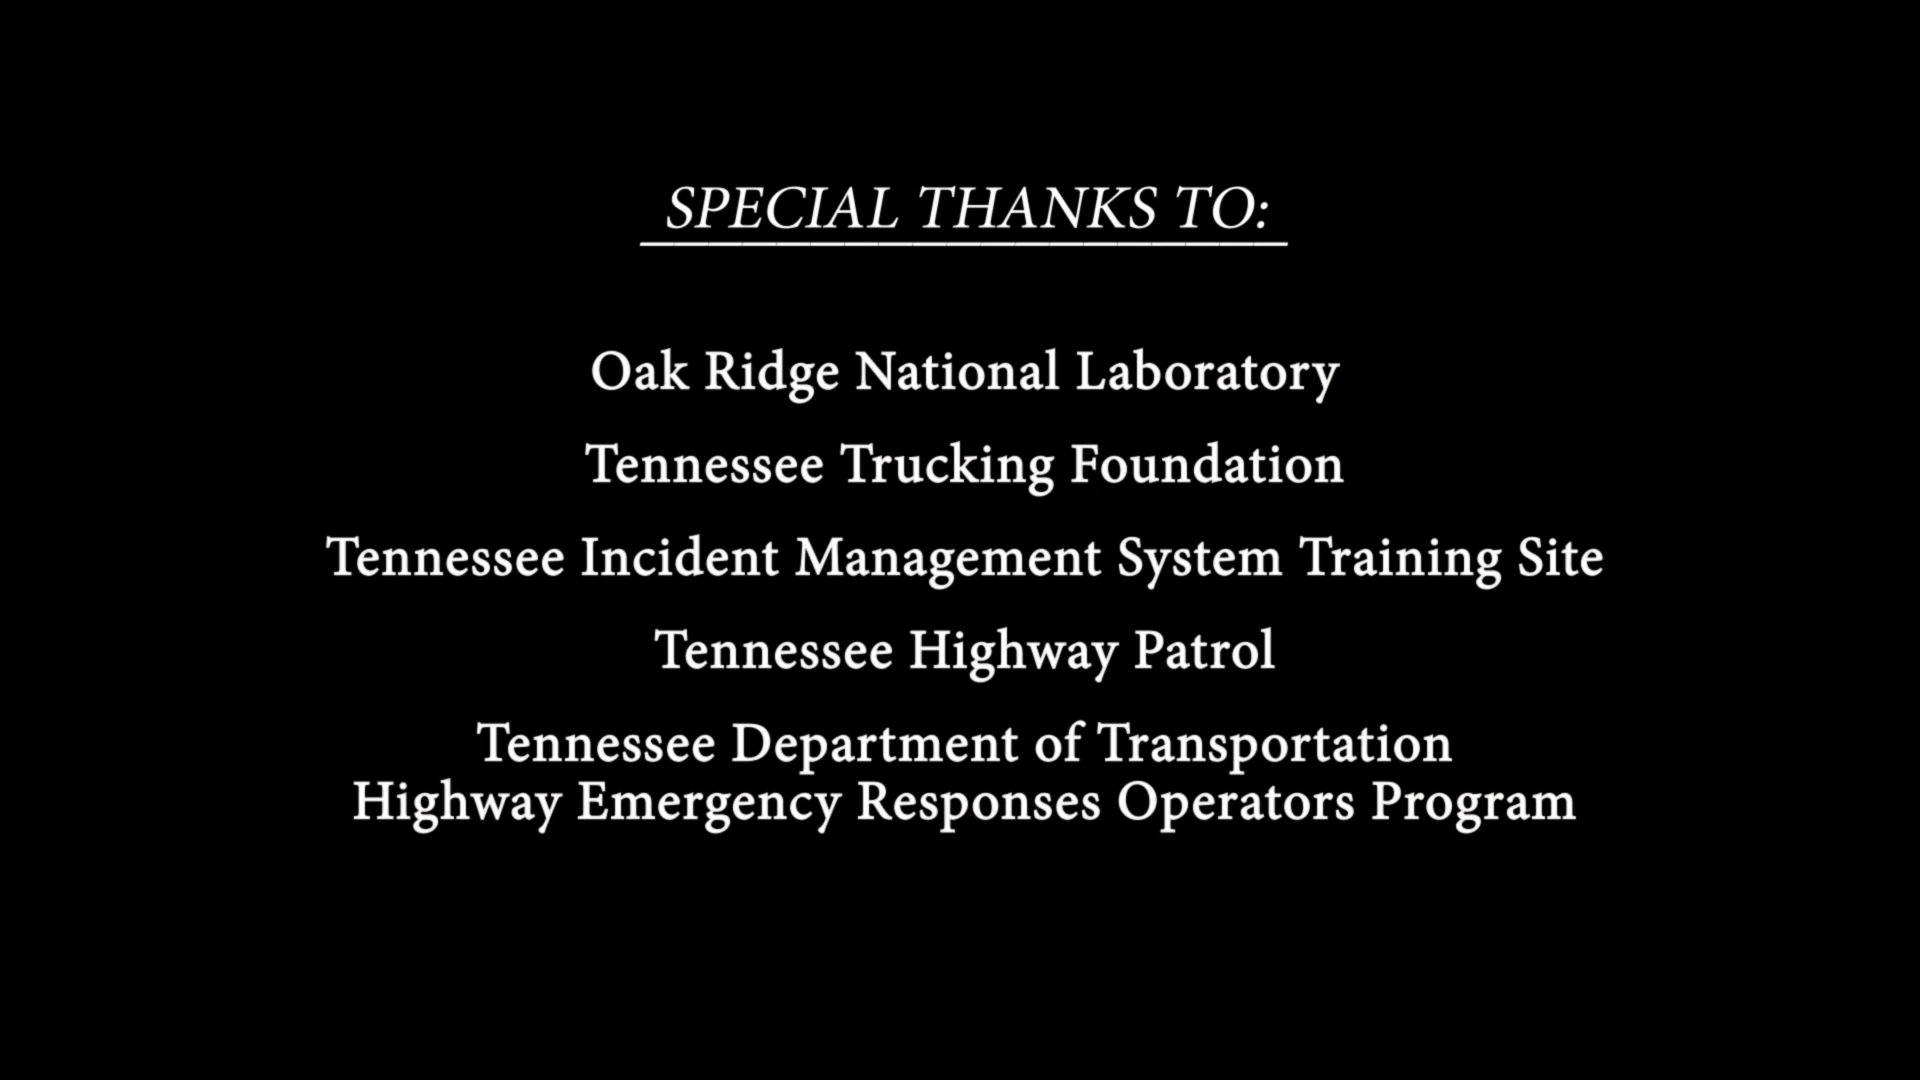 SPECIAL THANKS TO:
Oak Ridge National Laboratory
Tennessee Trucking Foundation
Tennessee Incident Management System Training Site
Tennessee Highway Patrol
Tennessee Department of Transportation
Highway Emergency Responses Operators Program